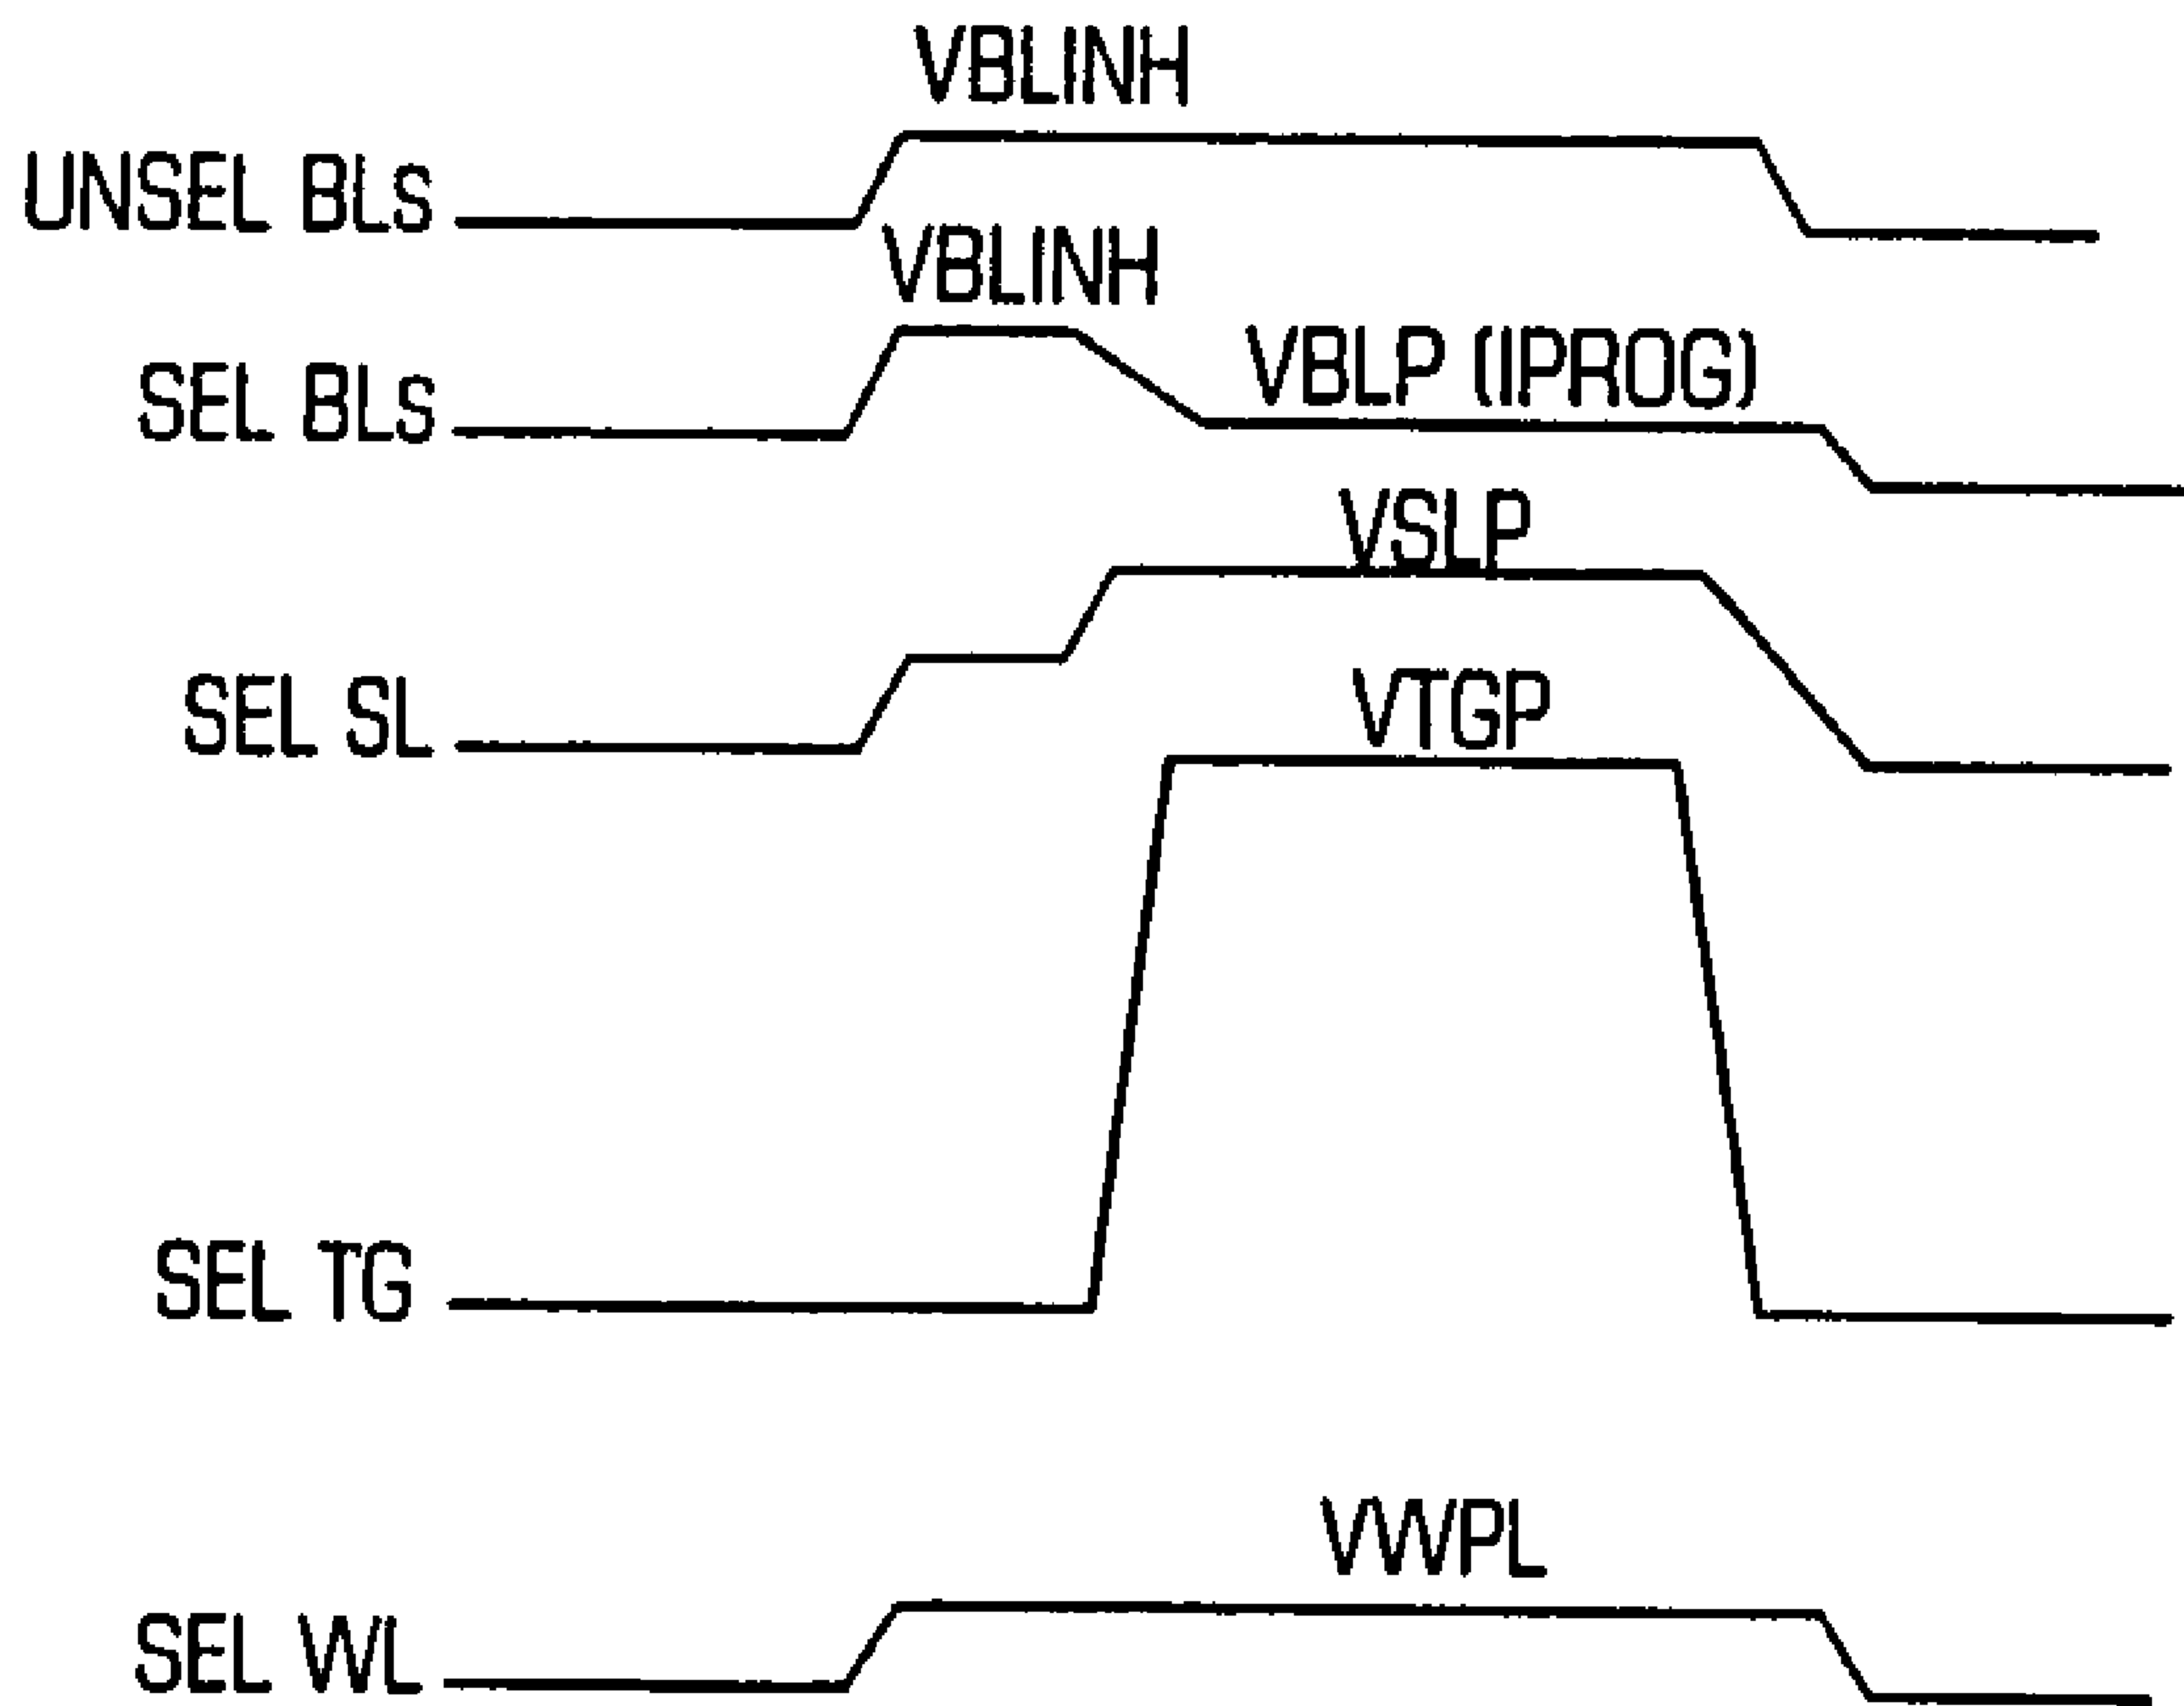 VBLINH
UNSEL BLs
VBLINH
VBLP (IPROG)
SEL BLs
VSLP
SEL SL
VTGP
SEL TG
VWPL
SEL WL